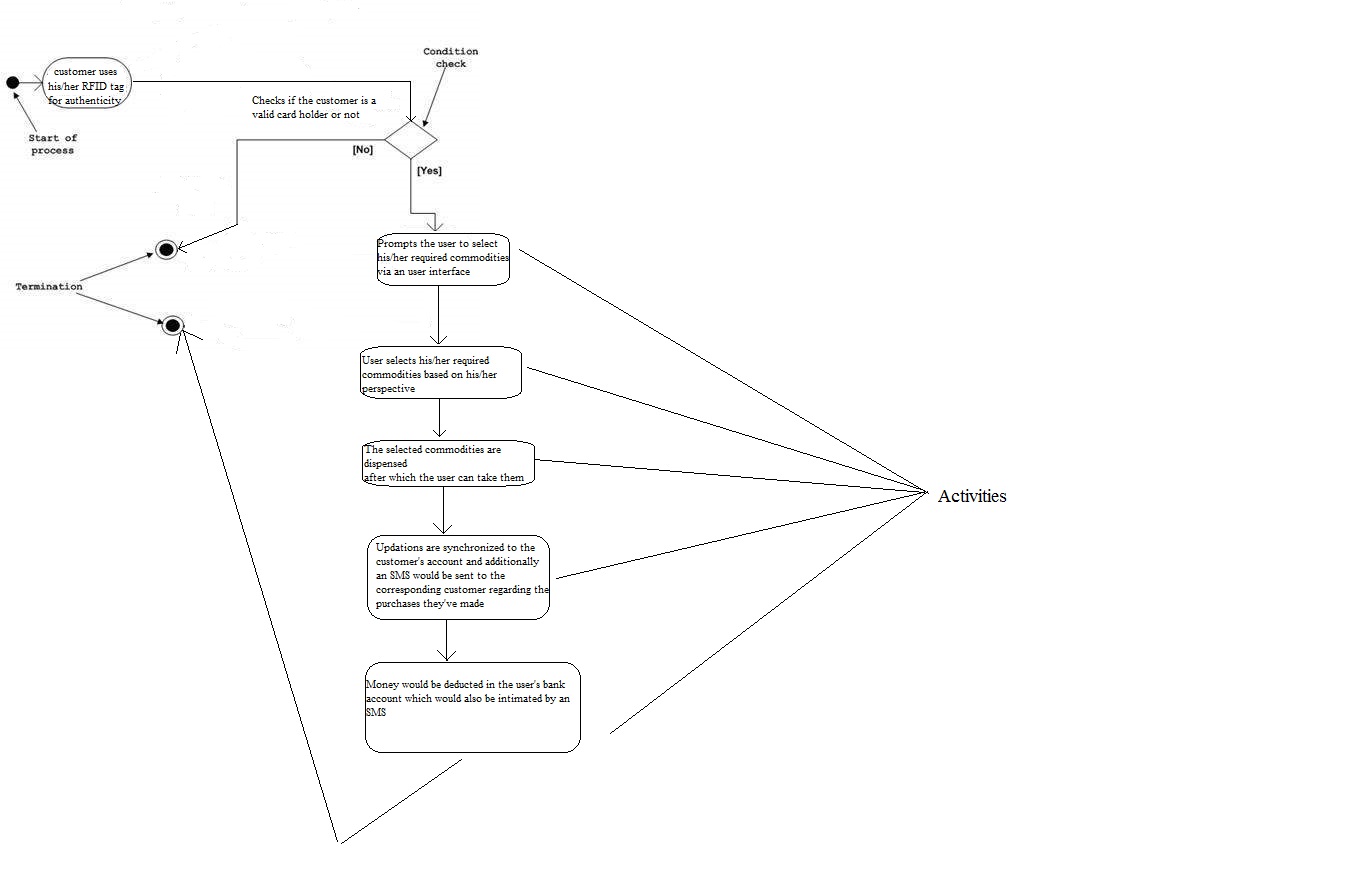 Condition
check
customer uses
his/her RFID tag
for authenticity
Checks if the customer is a
valid card holder or not
Start of
process
[No]
[Yes]
Prompts the user to select
his/her required commodities
via an user interface
Termination
User selects his/her required
commodities based on his/her
perspective
The selected commodities are
dispensed
after which the user can take them
Activities
Updations are synchronized to the
customer's account and additionally
an SMS would be sent to the
corresponding customer regarding the
purchases they've made
Money would be deducted in the user's bank
account which would also be intimated by an
SMS